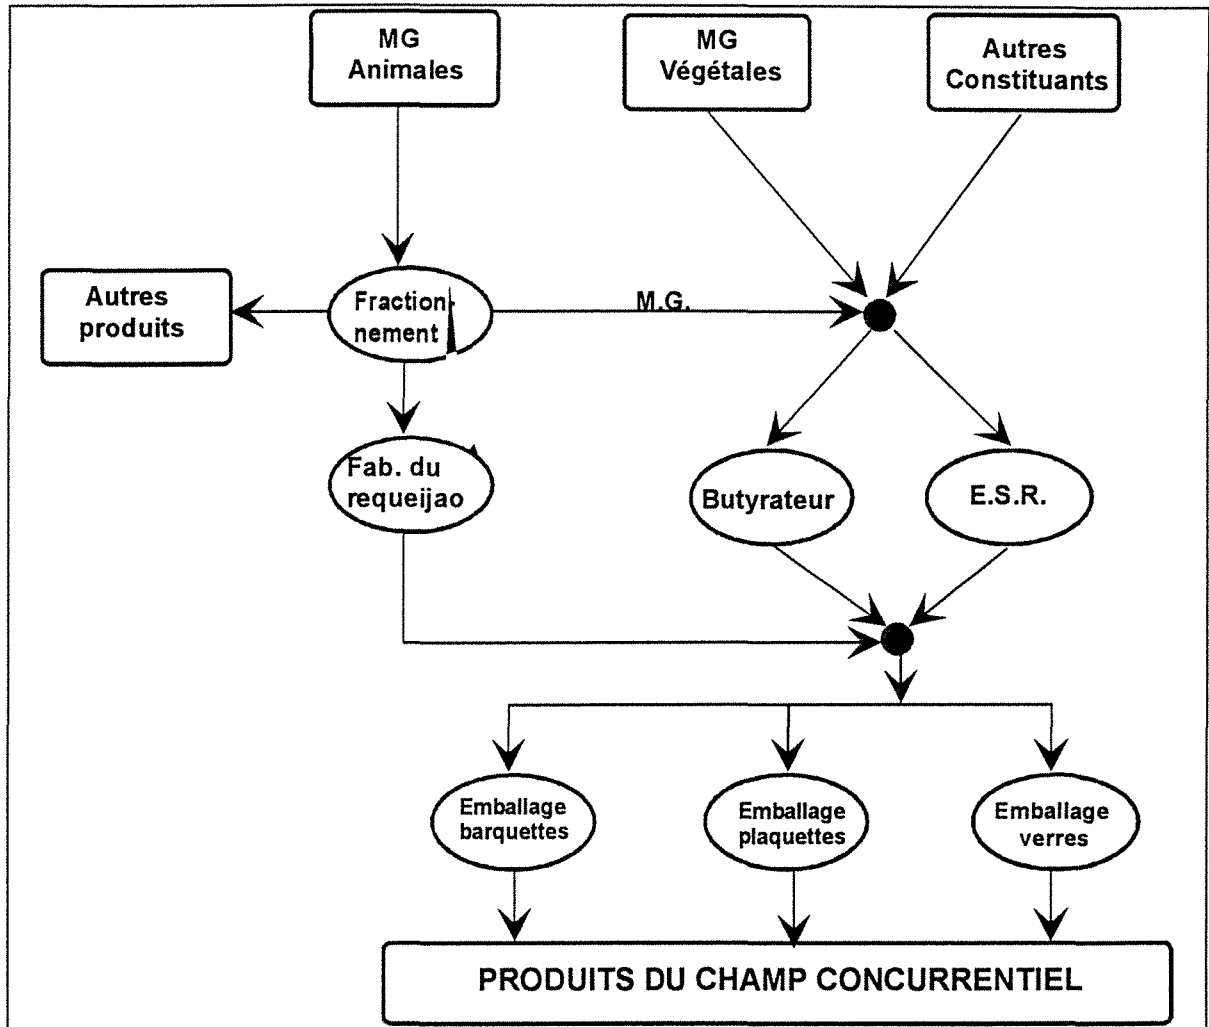 MG
Animales
MG
Végétales
Autres
Constituants
Autres
produits
Fraction-
nement
M.G.
Fab. du
requeijao
Butyrateur
E.S.R.
Emballage
barquettes
Emballage
plaquettes
Emballage
verres
PRODUITS DU CHAMP CONCURRENTIEL